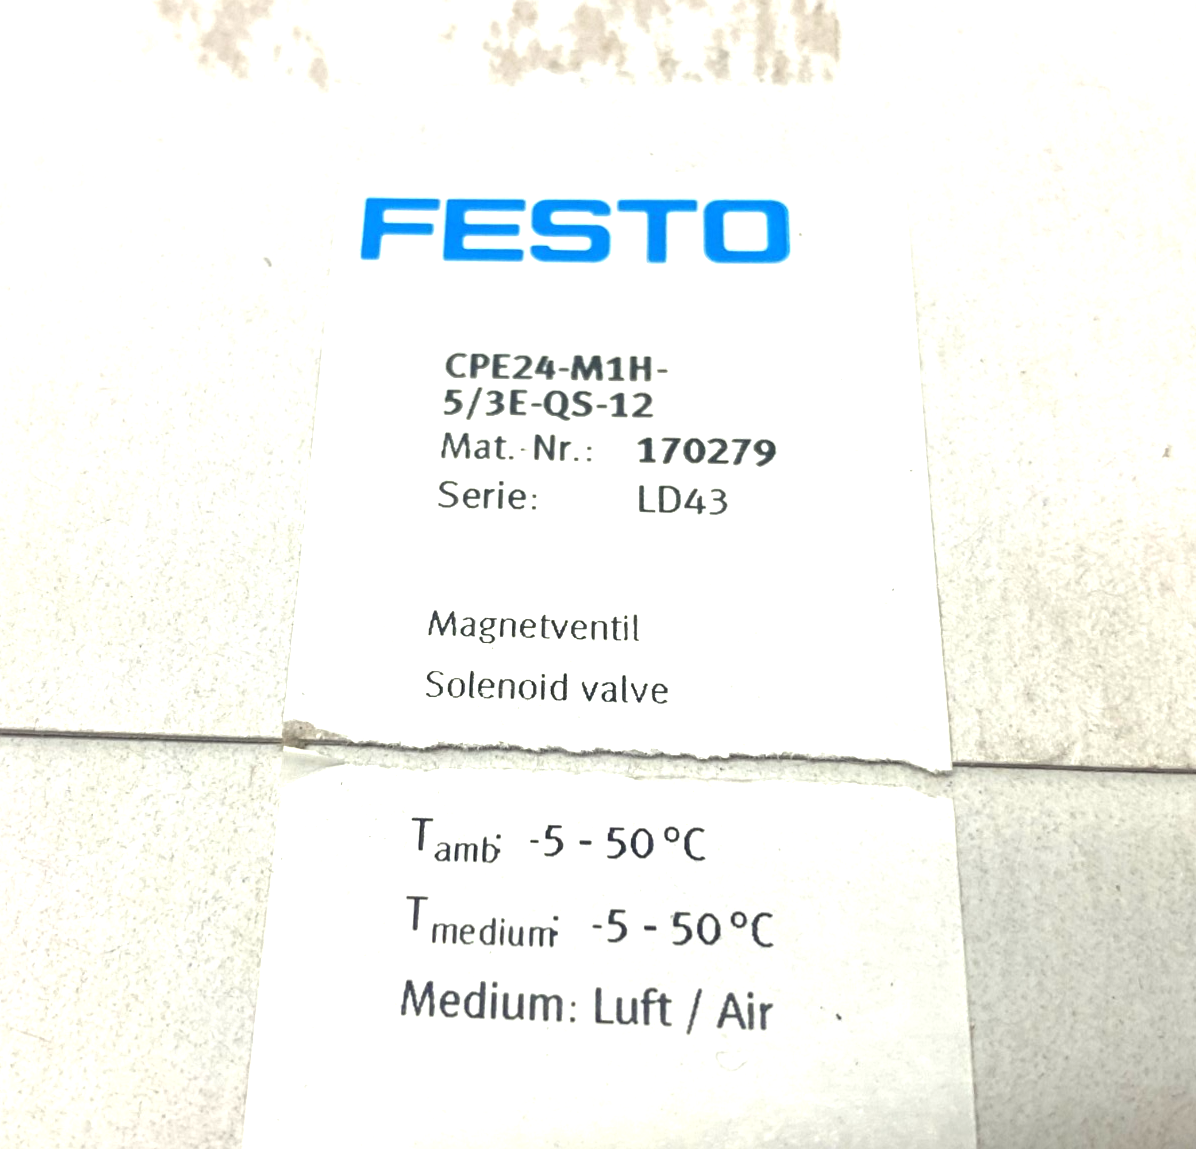 FESTO
CPE24-M1H-
5/3E-QS-12
Mat. Nr.: 170279
Serie: LD43
Magnetventil
Solenoid valve
Tamb: -5 - 50 °C
Tmedium: -5 - 50 °C
Medium: Luft / Air